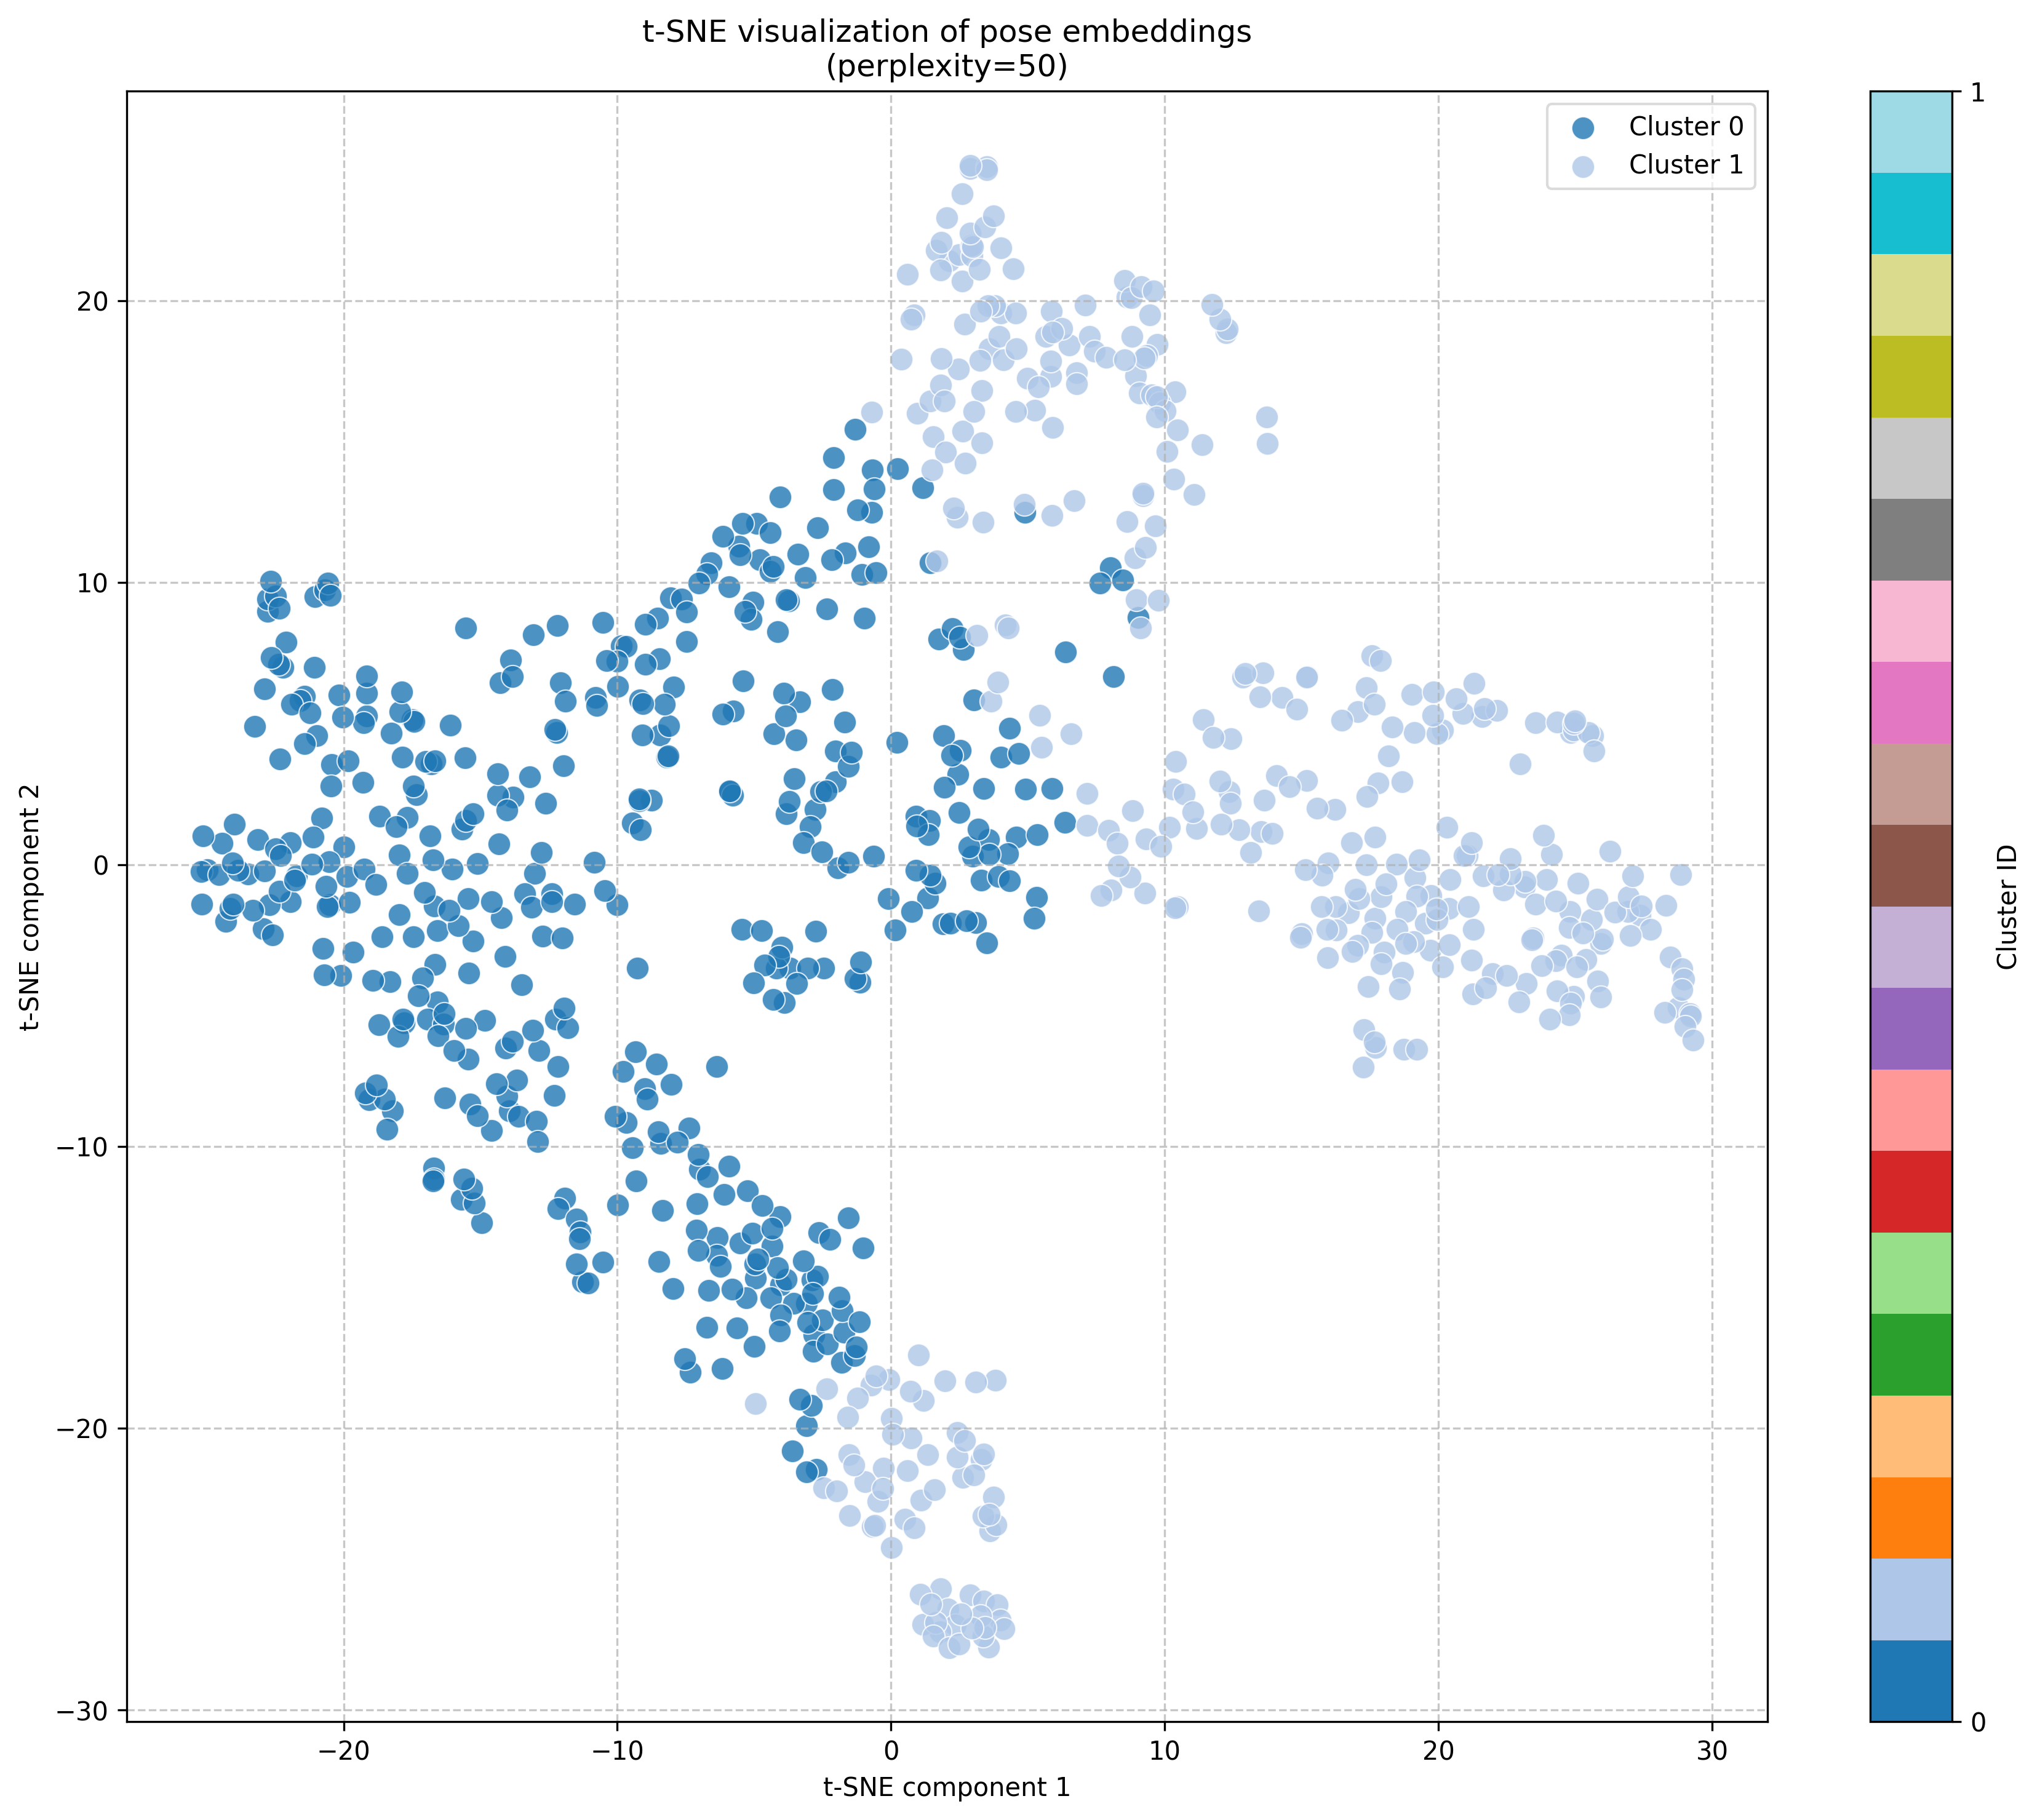 t-SNE visualization of pose embeddings
(perplexity=50)
Cluster 0
Cluster 1
20
10
0
−10
−20
−30
t-SNE component 2
−20
−10
0
10
20
30
t-SNE component 1
1
0
Cluster ID